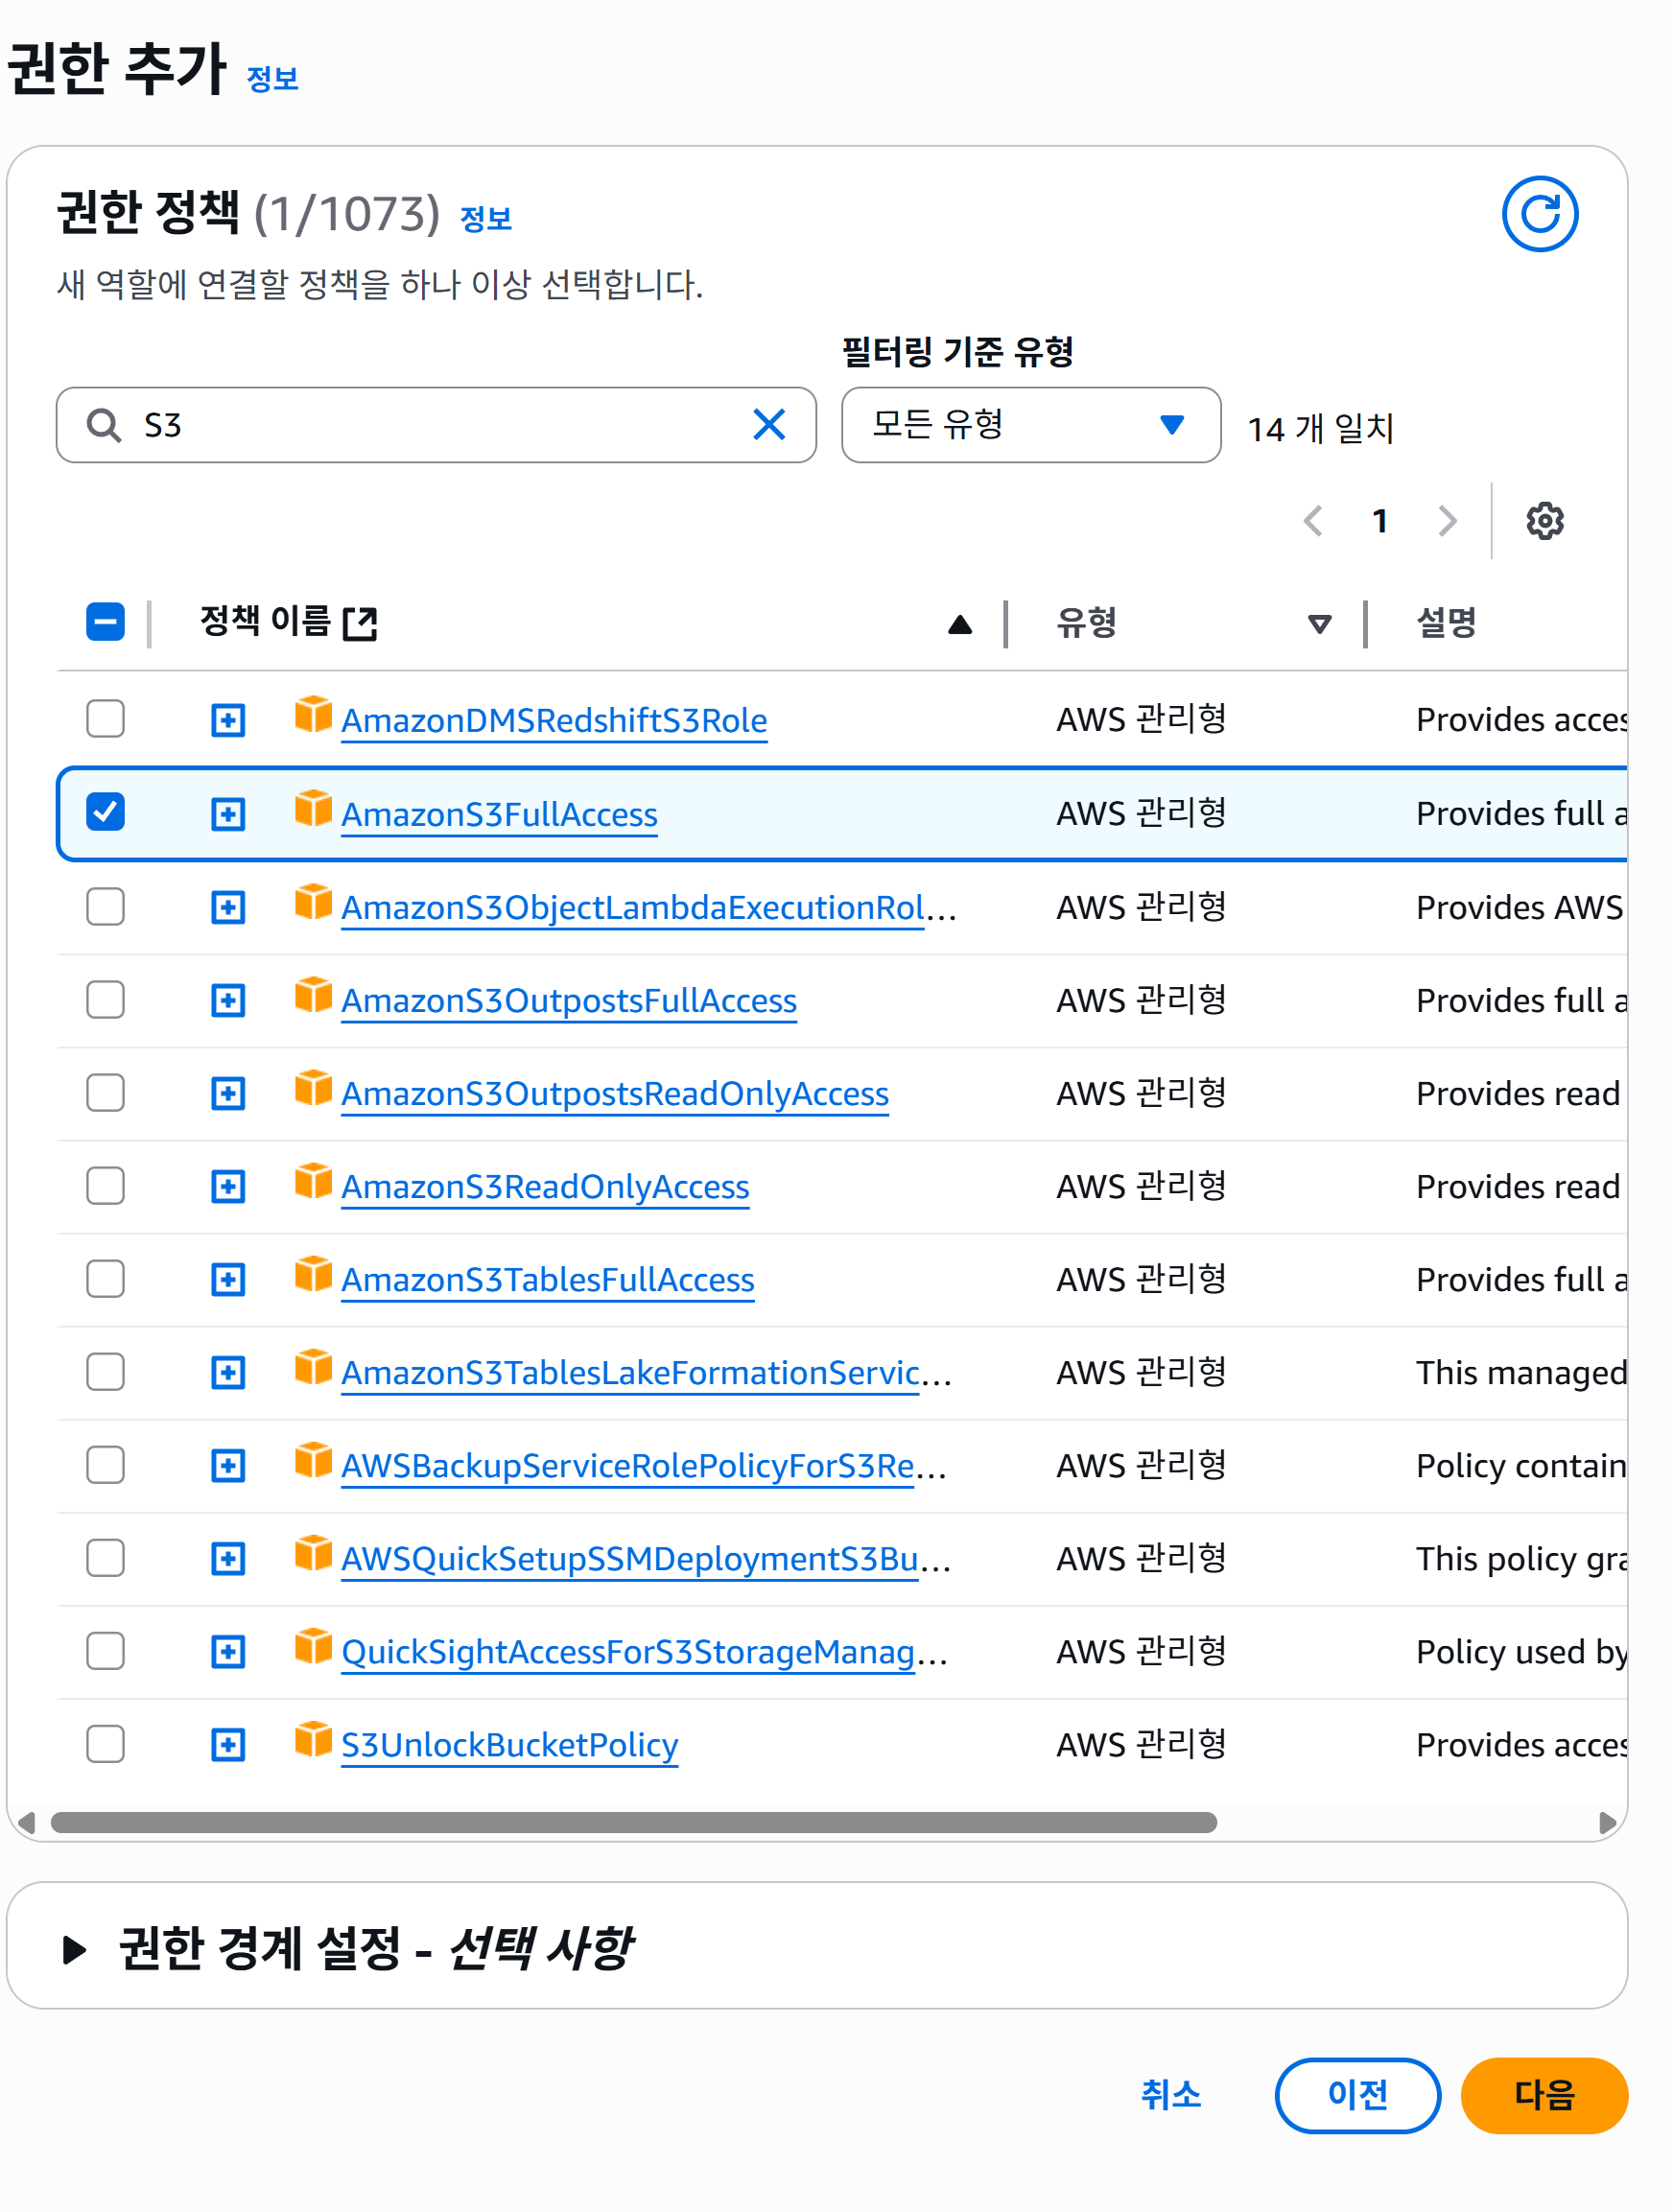 권한 추가 정보
권한 정책 (1/1073) 정보
새 역할에 연결할 정책을 하나 이상 선택합니다.
필터링 기준 유형
S3 모든 유형 14 개 일치
1
정책 이름 유형 설명
AmazonDMSRedshiftS3Role AWS 관리형 Provides acces
AmazonS3FullAccess AWS 관리형 Provides full a
AmazonS3ObjectLambdaExecutionRol... AWS 관리형 Provides AWS
AmazonS3OutpostsFullAccess AWS 관리형 Provides full a
AmazonS3OutpostsReadOnlyAccess AWS 관리형 Provides read
AmazonS3ReadOnlyAccess AWS 관리형 Provides read
AmazonS3TablesFullAccess AWS 관리형 Provides full a
AmazonS3TablesLakeFormationServic... AWS 관리형 This managed
AWSBackupServiceRolePolicyForS3Re... AWS 관리형 Policy contain
AWSQuickSetupSSMDeploymentS3Bu... AWS 관리형 This policy gra
QuickSightAccessForS3StorageManag... AWS 관리형 Policy used by
S3UnlockBucketPolicy AWS 관리형 Provides acces
권한 경계 설정 - 선택 사항
취소 이전 다음